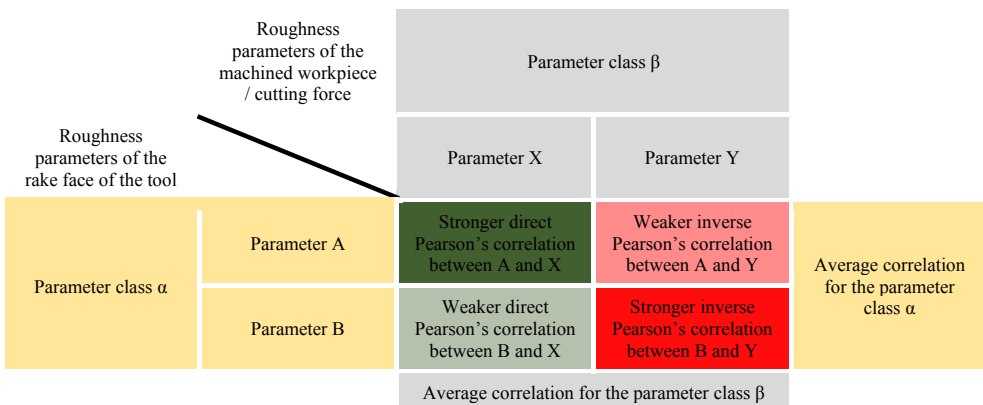 Roughness
parameters of the
machined workpiece
/ cutting force
Parameter class β
Roughness
parameters of the
rake face of the tool
Parameter X
Parameter Y
Parameter class α
Parameter A
Stronger direct
Pearson's correlation
between A and X
Weaker inverse
Pearson's correlation
between A and Y
Average correlation
for the parameter
class α
Parameter B
Weaker direct
Pearson's correlation
between B and X
Stronger inverse
Pearson's correlation
between B and Y
Average correlation for the parameter class β